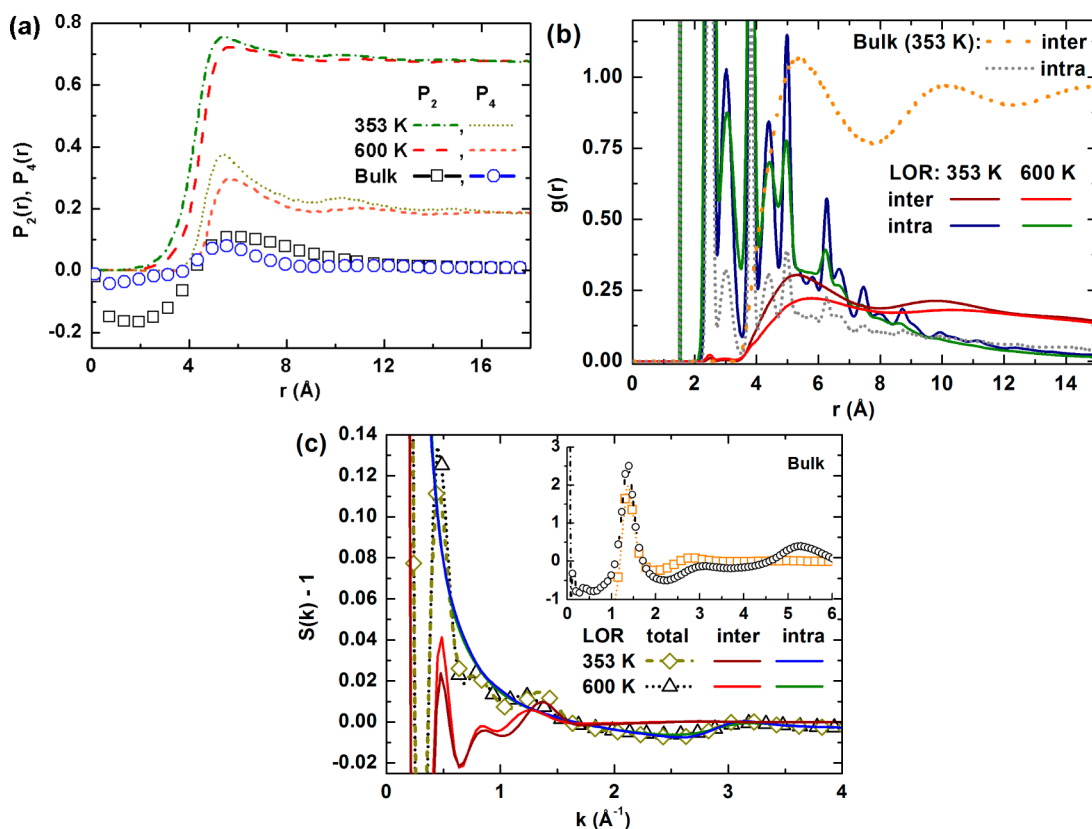 (a)
0.8
0.6
0.4
0.2
0.0
-0.2
P2(r), P4(r)
P2 P4
353 K ,
600 K ,
Bulk ,
0 4 8 12 16
r (Å)
(b)
1.00
0.75
0.50
0.25
0.00
g(r)
Bulk (353 K): inter
intra
LOR: 353 K 600 K
inter
intra
0 2 4 6 8 10 12 14
r (Å)
(c)
0.14
0.12
0.10
0.08
0.06
0.04
0.02
0.00
-0.02
S(k) - 1
3
2
1
0
-1
Bulk
0 1 2 3 4 5 6
LOR total inter intra
353 K
600 K
0 1 2 3 4
k (Å-1)